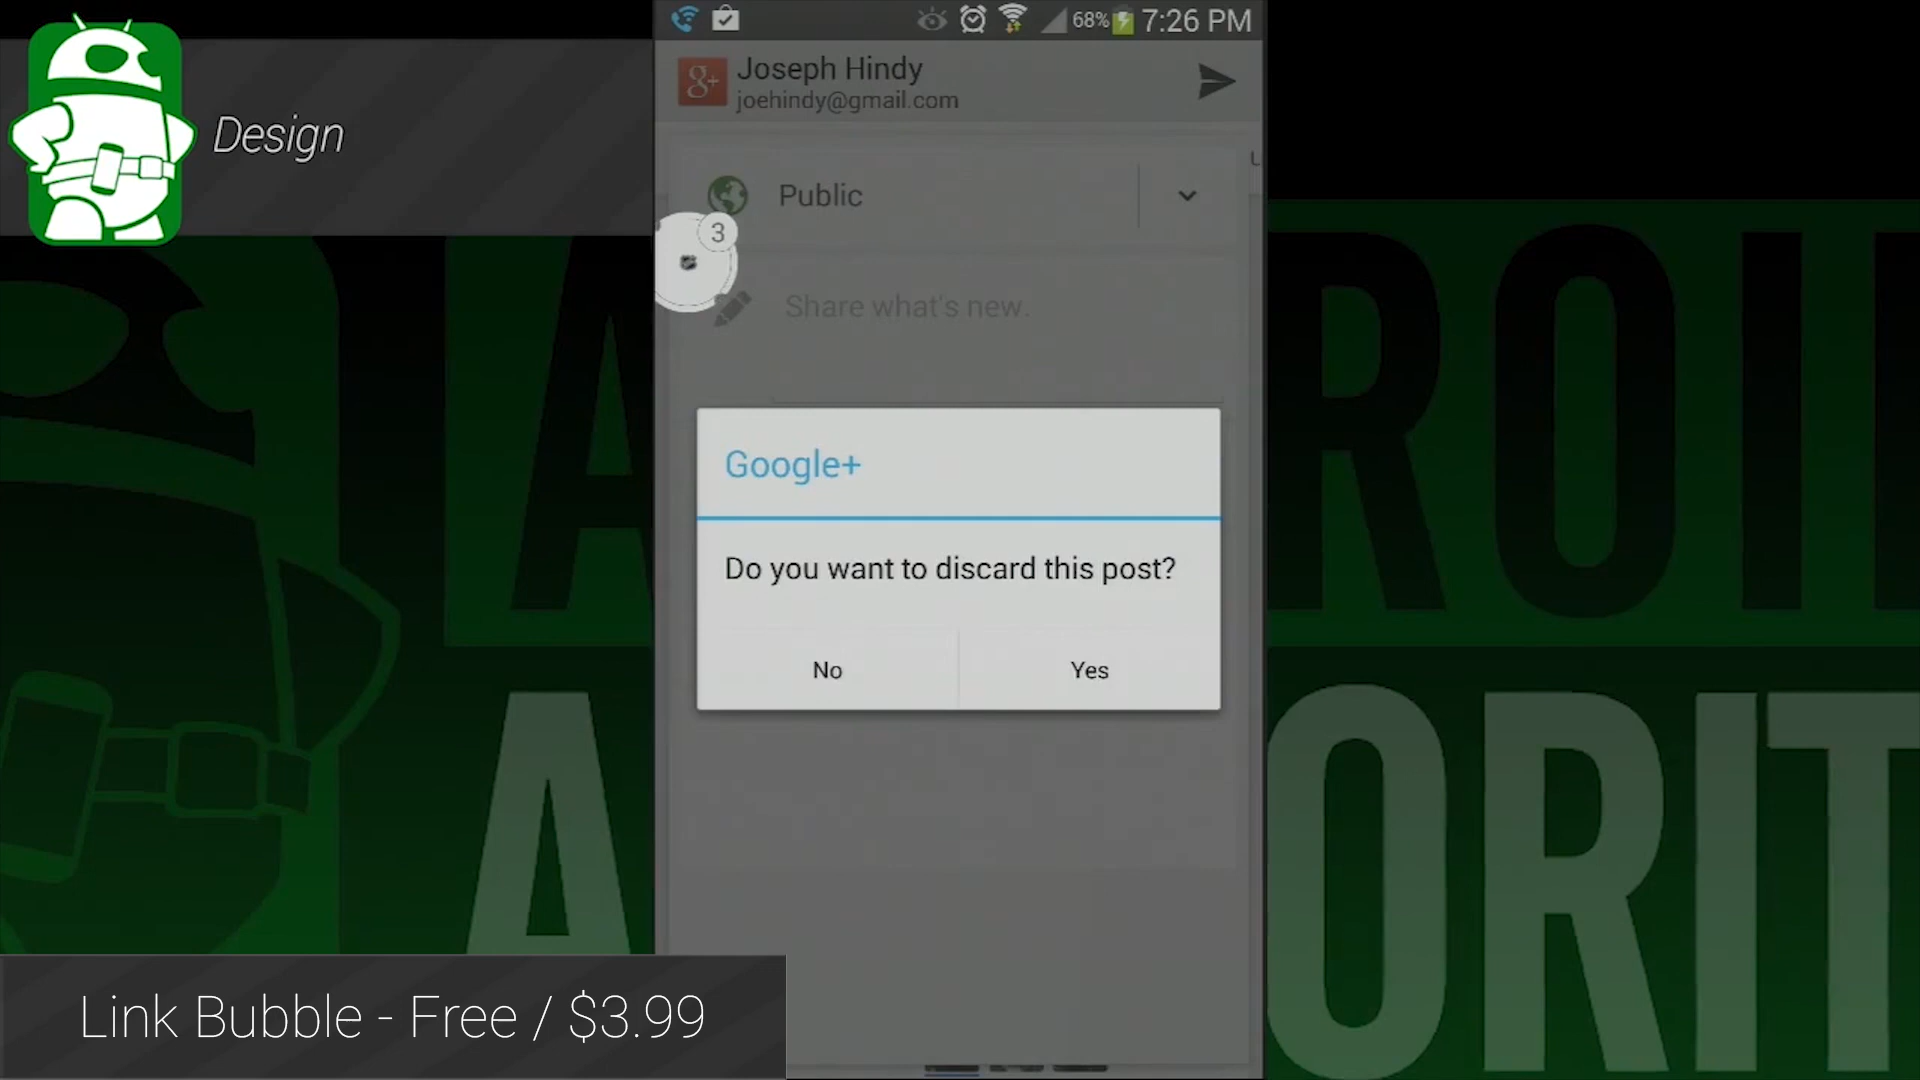 Design
68% 7:26 PM
g+ Joseph Hindy
joehindy@gmail.com
Public
3
Share what's new.
Google+
Do you want to discard this post?
No Yes
Link Bubble - Free / $3.99